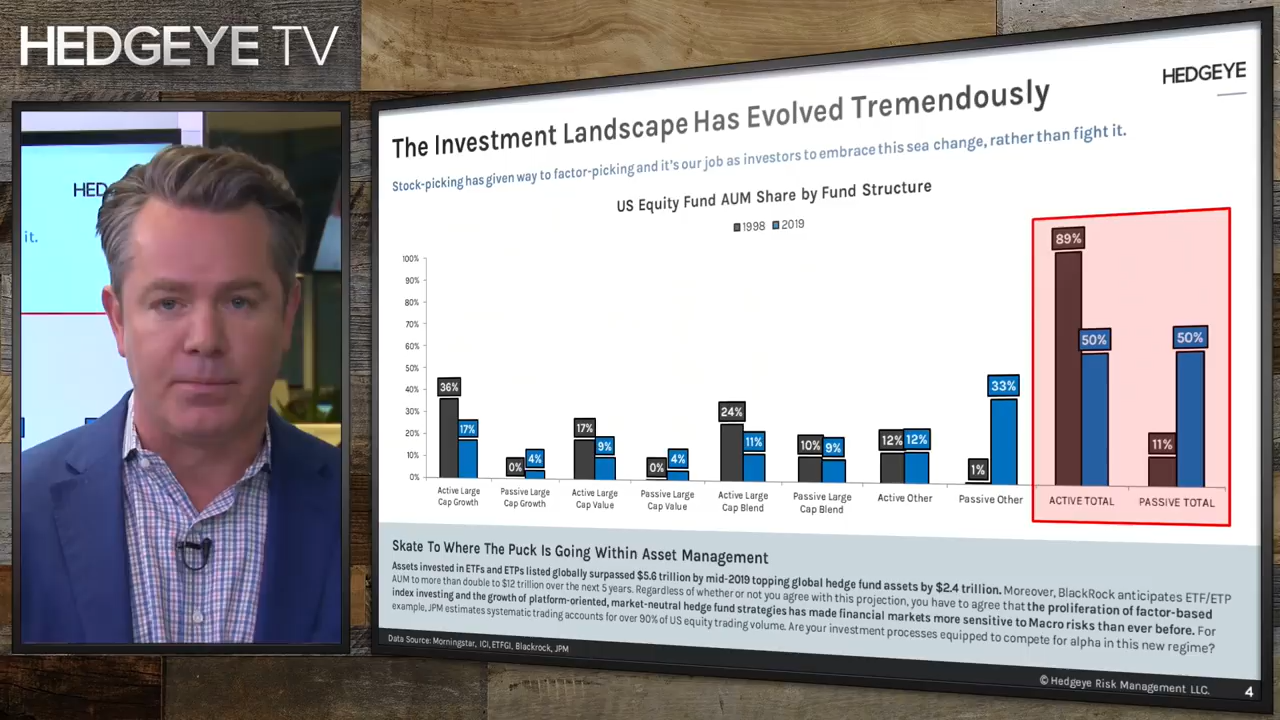 HEDGEYE TV
HED
it.
HEDGEYE
The Investment Landscape Has Evolved Tremendously
Stock-picking has given way to factor-picking and it's our job as investors to embrace this sea change, rather than fight it.
US Equity Fund AUM Share by Fund Structure
1998 2019
100%
90%
80%
70%
60%
50%
40%
30%
20%
10%
0%
36% 17% 0% 4% 17% 9% 0% 4% 24% 11% 10% 9% 12% 12% 1% 33% 89% 50% 11% 50%
Active Large Cap Growth
Passive Large Cap Growth
Active Large Cap Value
Passive Large Cap Value
Active Large Cap Blend
Passive Large Cap Blend
Active Other
Passive Other
ACTIVE TOTAL
PASSIVE TOTAL
Skate To Where The Puck Is Going Within Asset Management
Assets invested in ETFs and ETPs listed globally surpassed $5.6 trillion by mid-2019 topping global hedge fund assets by $2.4 trillion. Moreover, BlackRock anticipates ETF/ETP
AUM to more than double to $12 trillion over the next 5 years. Regardless of whether or not you agree with this projection, you have to agree that the proliferation of factor-based
index investing and the growth of platform-oriented, market-neutral hedge fund strategies has made financial markets more sensitive to Macro risks than ever before. For
example, JPM estimates systematic trading accounts for over 90% of US equity trading volume. Are your investment processes equipped to compete for alpha in this new regime?
Data Source: Morningstar, ICI, ETFGI, Blackrock, JPM
© Hedgeye Risk Management LLC.
4